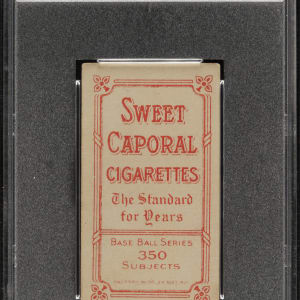 SWEET
CAPORAL
CIGARETTES
The Standard
for Years
BASE BALL SERIES
350
SUBJECTS